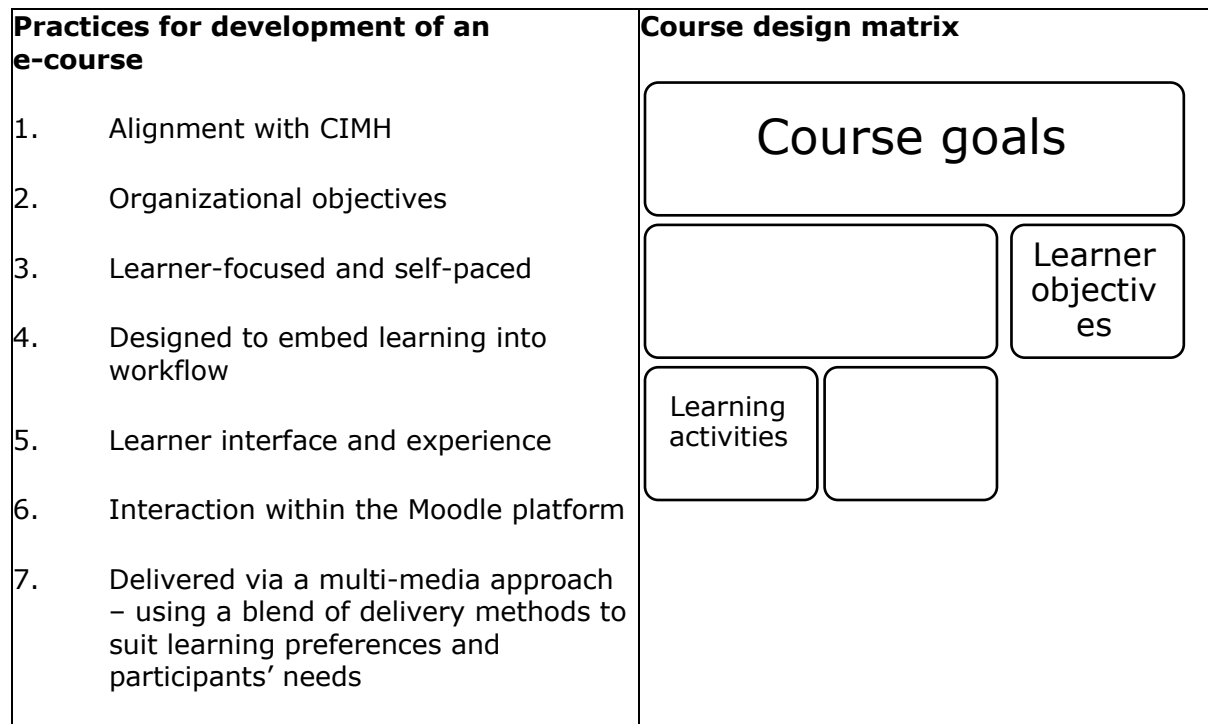 Practices for development of an
e-course
1. Alignment with CIMH
2. Organizational objectives
3. Learner-focused and self-paced
4. Designed to embed learning into
workflow
5. Learner interface and experience
6. Interaction within the Moodle platform
7. Delivered via a multi-media approach
– using a blend of delivery methods to
suit learning preferences and
participants’ needs
Course design matrix
Course goals
Learner
objectiv
es
Learning
activities